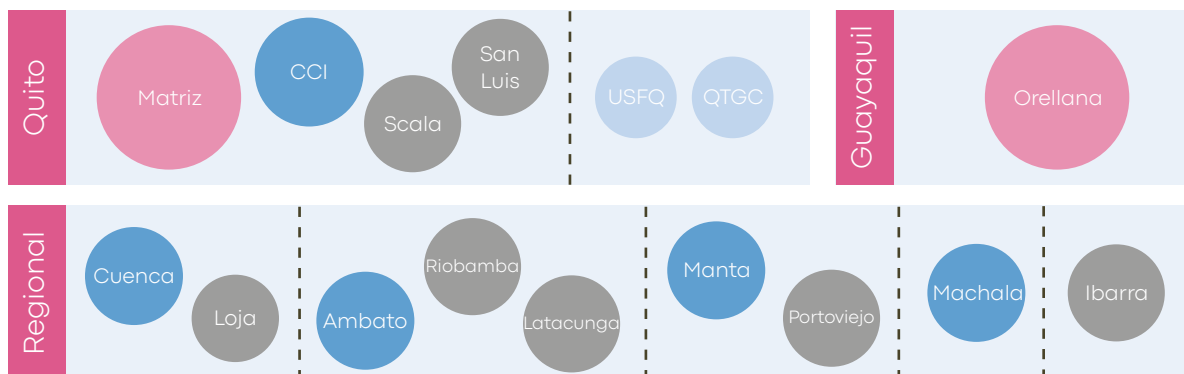 Quito
Matriz
CCI
Scala
San
Luis
USFQ
QTGC
Guayaquil
Orellana
Regional
Cuenca
Loja
Ambato
Riobamba
Latacunga
Manta
Portoviejo
Machala
Ibarra